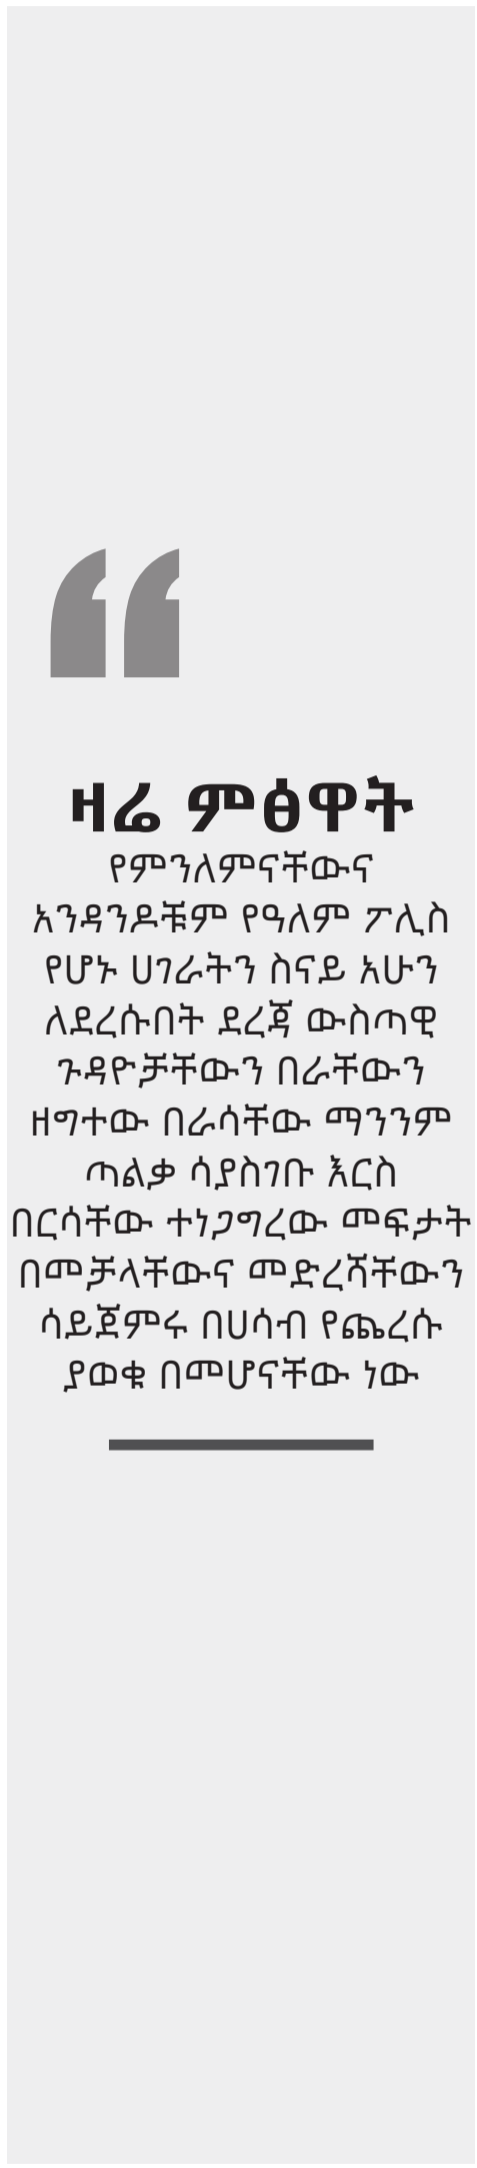 “
ዛሬ ምፅዋት
የምንለምናቸውና
አንዳንዶቹም የዓለም ፖሊስ
የሆኑ ሀገራትን ስናይ አሁን
ለደረሱበት ደረጃ ውስጣዊ
ጉዳዮቻቸውን በራቸውን
ዘግተው በራሳቸው ማንንም
ጣልቃ ሳያስገቡ እርስ
በርሳቸው ተነጋግረው መፍታት
በመቻላቸውና መድረሻቸውን
ሳይጀምሩ በሀሳብ የጨረሱ
ያወቁ በመሆናቸው ነው